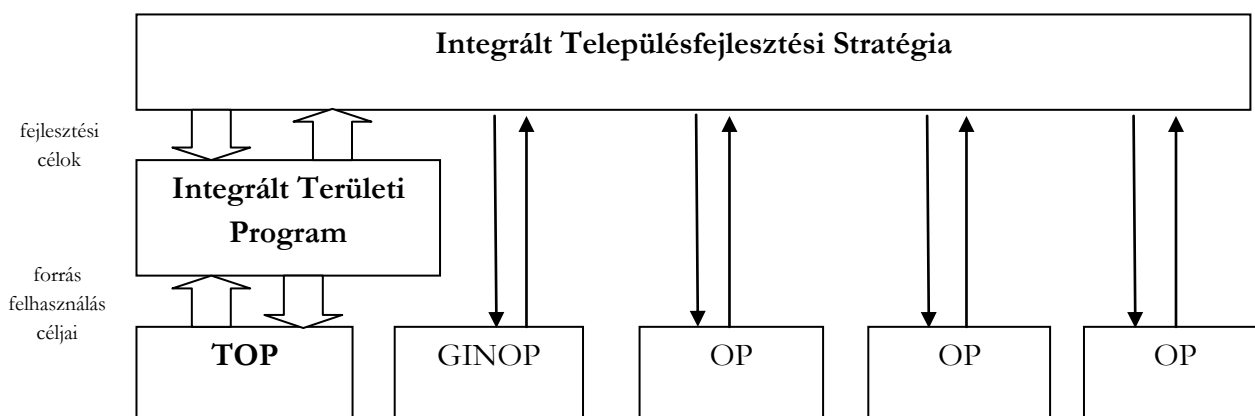 Integrált Településfejlesztési Stratégia
fejlesztési
célok
Integrált Területi
Program
forrás
felhasználás
céljai
TOP
GINOP
OP
OP
OP